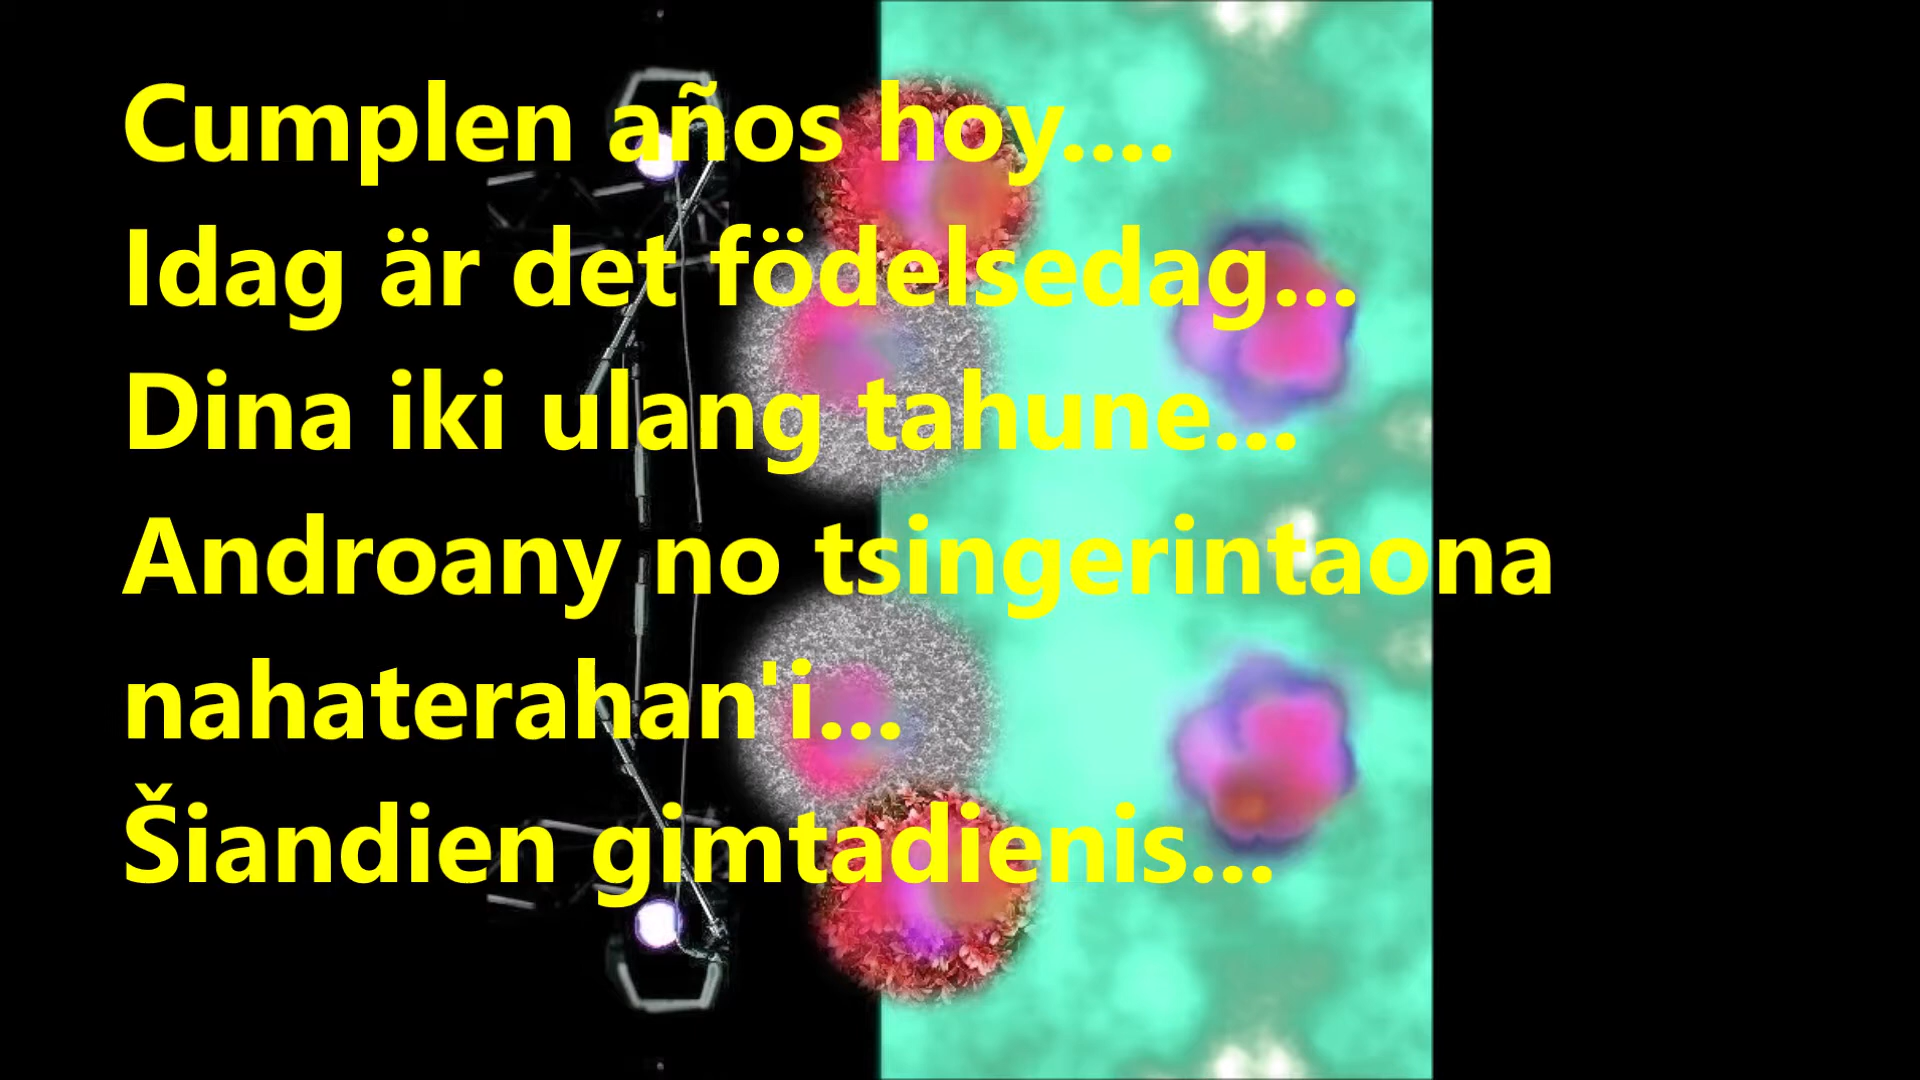 Cumplen años hoy....
Idag är det födelsedag...
Dina iki ulang tahune...
Androany no tsingerintaona
nahaterahan'i...
Šiandien gimtadienis...